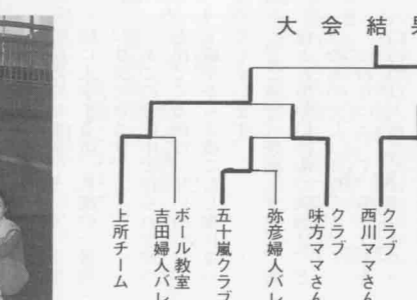 大会結果
上所チーム
吉田婦人バレ
ボール教室
五十嵐クラブ
弥彦婦人バレ
味方ママさん
クラブ
西川ママさん
クラブ